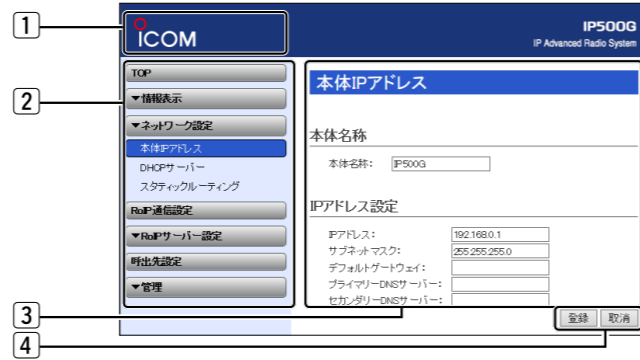 1
ICOM
IP500G
IP Advanced Radio System
2
TOP
▼情報表示
▼ネットワーク設定
本体IPアドレス
DHCPサーバー
スタティックルーティング
RoIP通信設定
▼RoIPサーバー設定
呼出先設定
▼管理
本体IPアドレス
本体名称
本体名称：
IP500G
IPアドレス設定
IPアドレス：
192.168.0.1
サブネットマスク：
255.255.255.0
デフォルトゲートウェイ：
プライマリーDNSサーバー：
セカンダリーDNSサーバー：
3
登録
取消
4